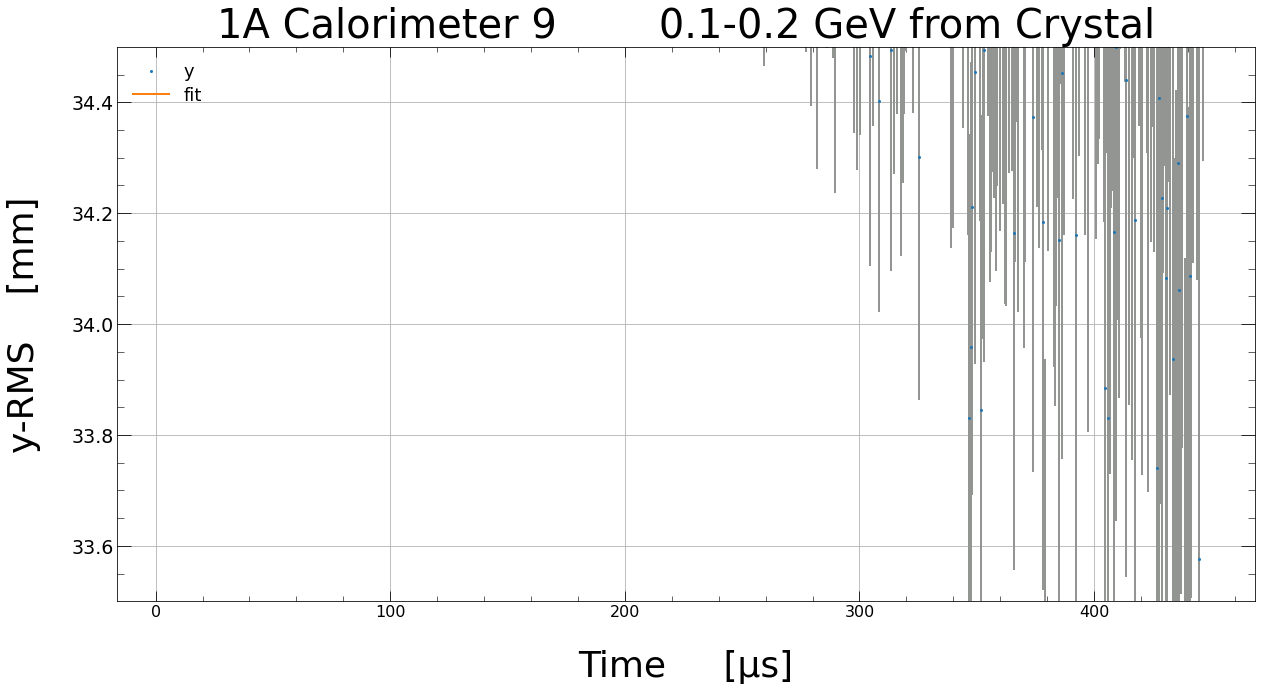 1A Calorimeter 9 0.1-0.2 GeV from Crystal
y
fit
34.4
34.2
34.0
33.8
33.6
y-RMS [mm]
0 100 200 300 400
Time [µs]